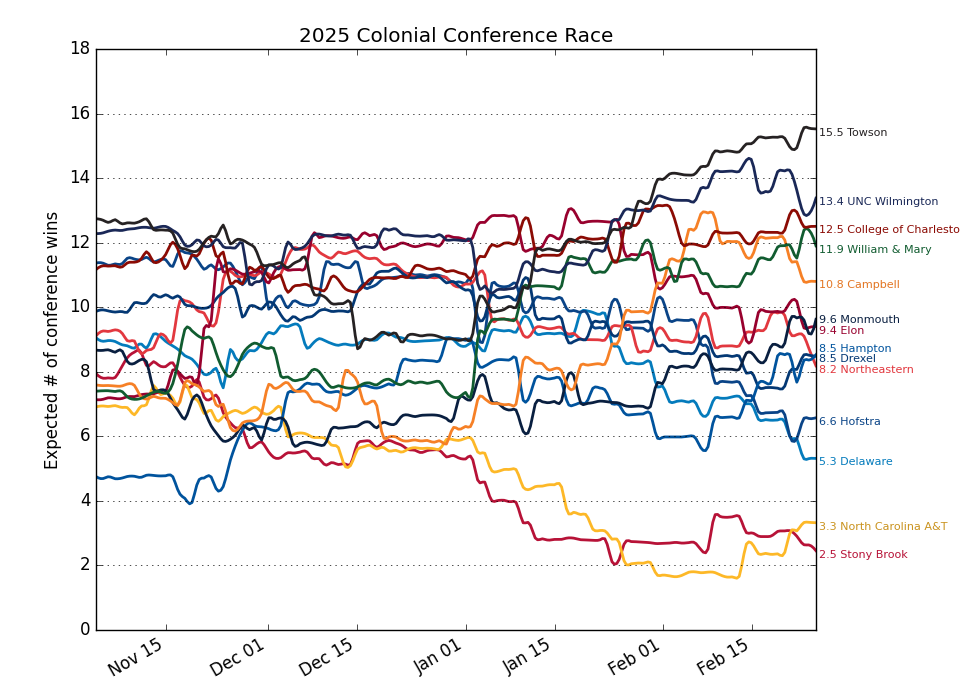 2025 Colonial Conference Race
Expected # of conference wins
18
16
14
12
10
8
6
4
2
0
15.5 Towson
13.4 UNC Wilmington
12.5 College of Charlesto
11.9 William & Mary
10.8 Campbell
9.6 Monmouth
9.4 Elon
8.5 Hampton
8.5 Drexel
8.2 Northeastern
6.6 Hofstra
5.3 Delaware
3.3 North Carolina A&T
2.5 Stony Brook
Nov 15 Dec 01 Dec 15 Jan 01 Jan 15 Feb 01 Feb 15